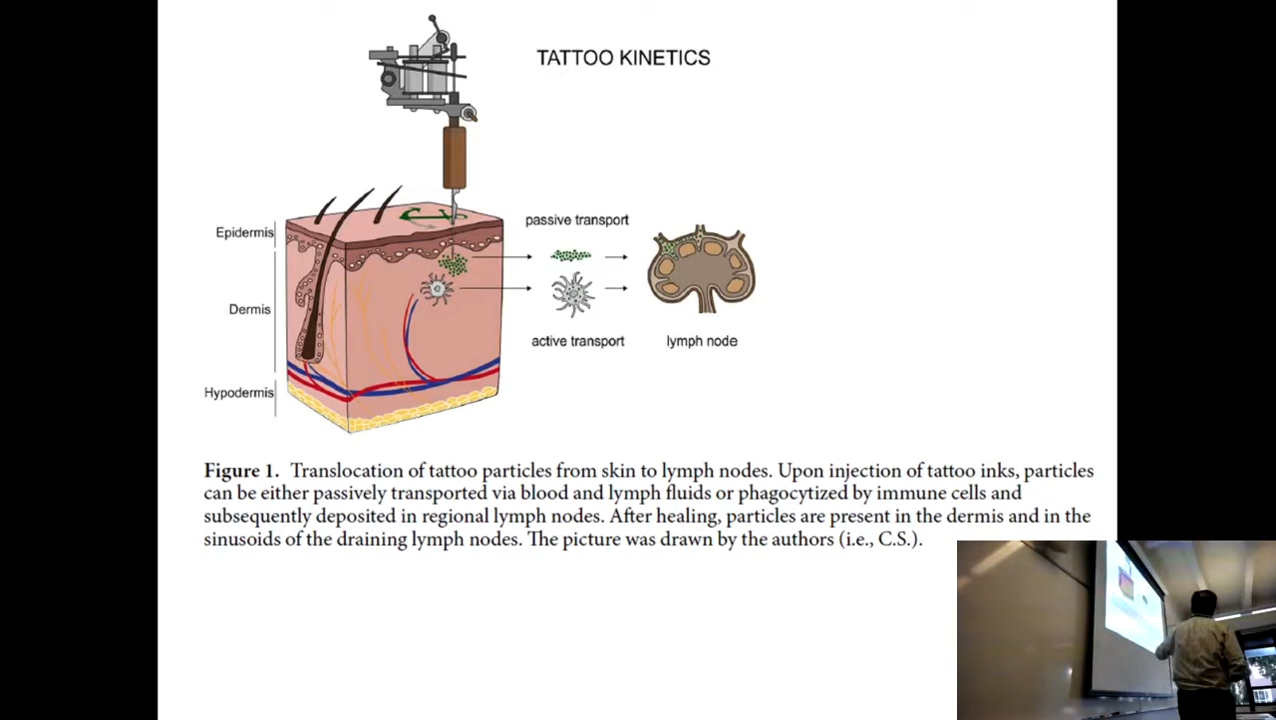 TATTOO KINETICS
Epidermis
Dermis
Hypodermis
passive transport
active transport
lymph node
Figure 1. Translocation of tattoo particles from skin to lymph nodes. Upon injection of tattoo inks, particles
can be either passively transported via blood and lymph fluids or phagocytized by immune cells and
subsequently deposited in regional lymph nodes. After healing, particles are present in the dermis and in the
sinusoids of the draining lymph nodes. The picture was drawn by the authors (i.e., C.S.).